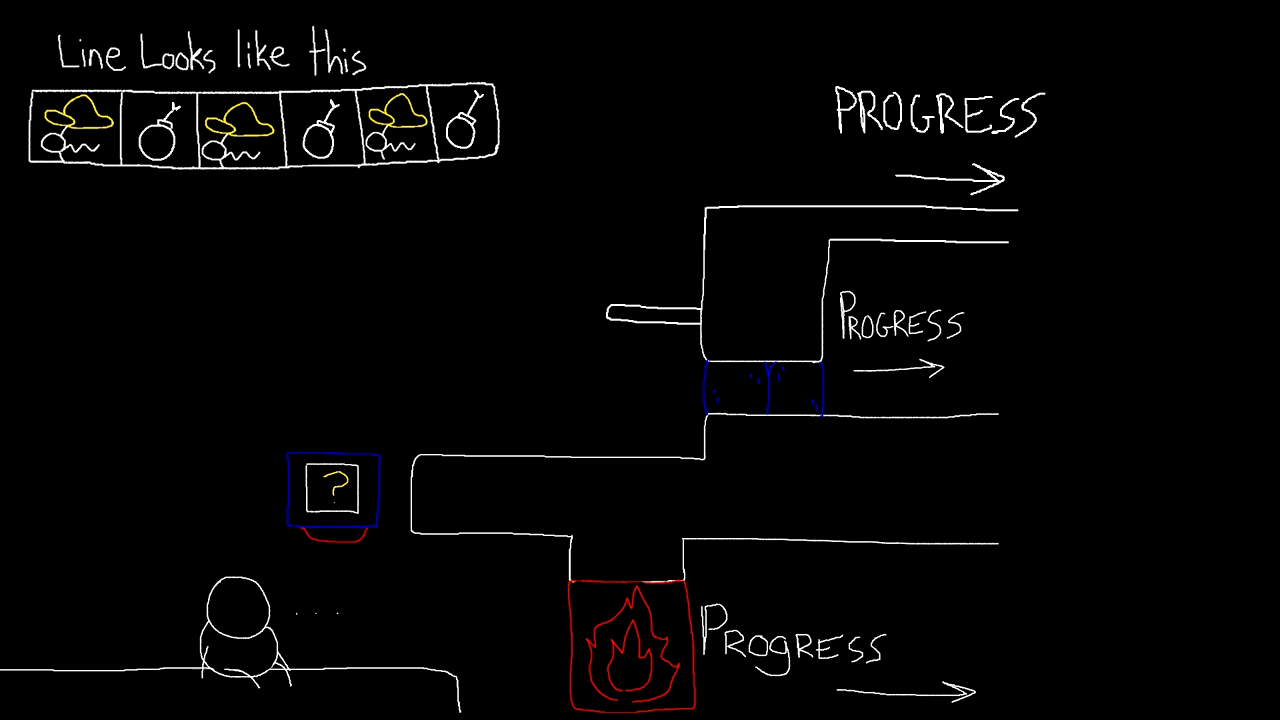 Line Looks like this
PROGRESS
PROGRESS
?
. . .
PROgRESS